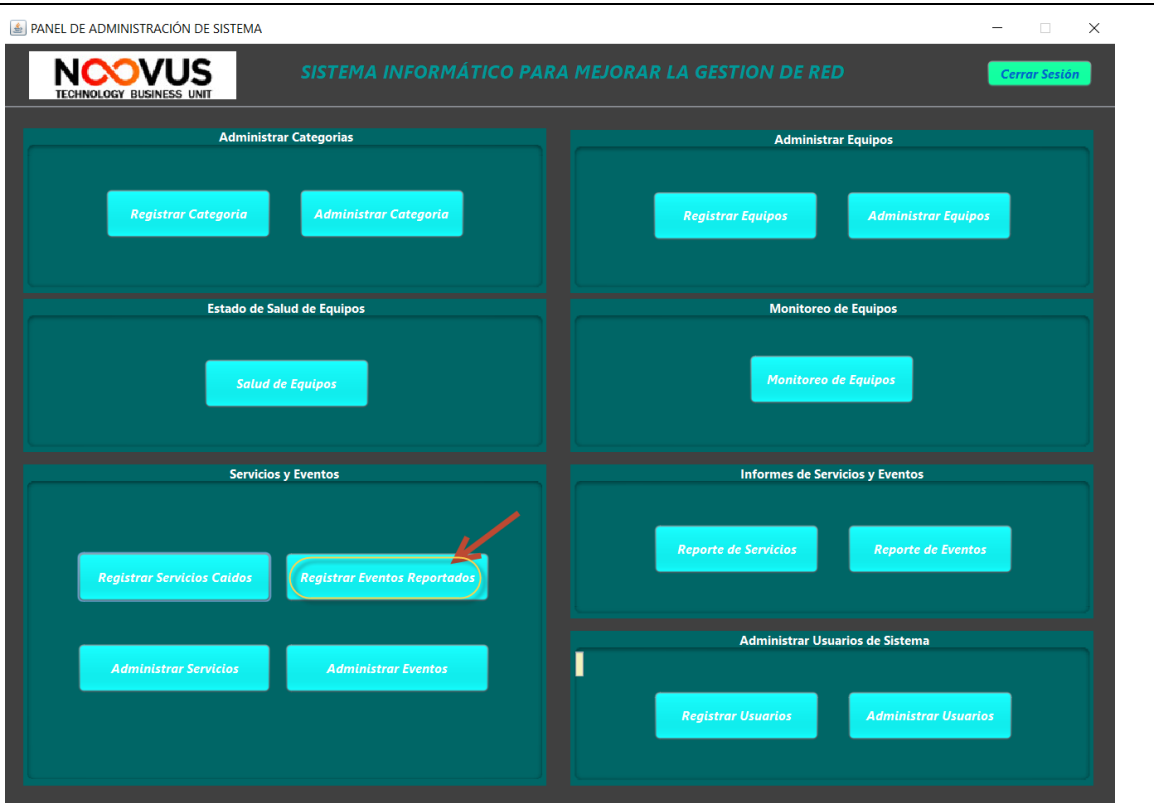 PANEL DE ADMINISTRACIÓN DE SISTEMA
NOOVUS
TECHNOLOGY BUSINESS UNIT
SISTEMA INFORMÁTICO PARA MEJORAR LA GESTION DE RED
Cerrar Sesión
Administrar Categorias
Registrar Categoria
Administrar Categoria
Administrar Equipos
Registrar Equipos
Administrar Equipos
Estado de Salud de Equipos
Salud de Equipos
Monitoreo de Equipos
Monitoreo de Equipos
Servicios y Eventos
Registrar Servicios Caidos
Registrar Eventos Reportados
Administrar Servicios
Administrar Eventos
Informes de Servicios y Eventos
Reporte de Servicios
Reporte de Eventos
Administrar Usuarios de Sistema
Registrar Usuarios
Administrar Usuarios